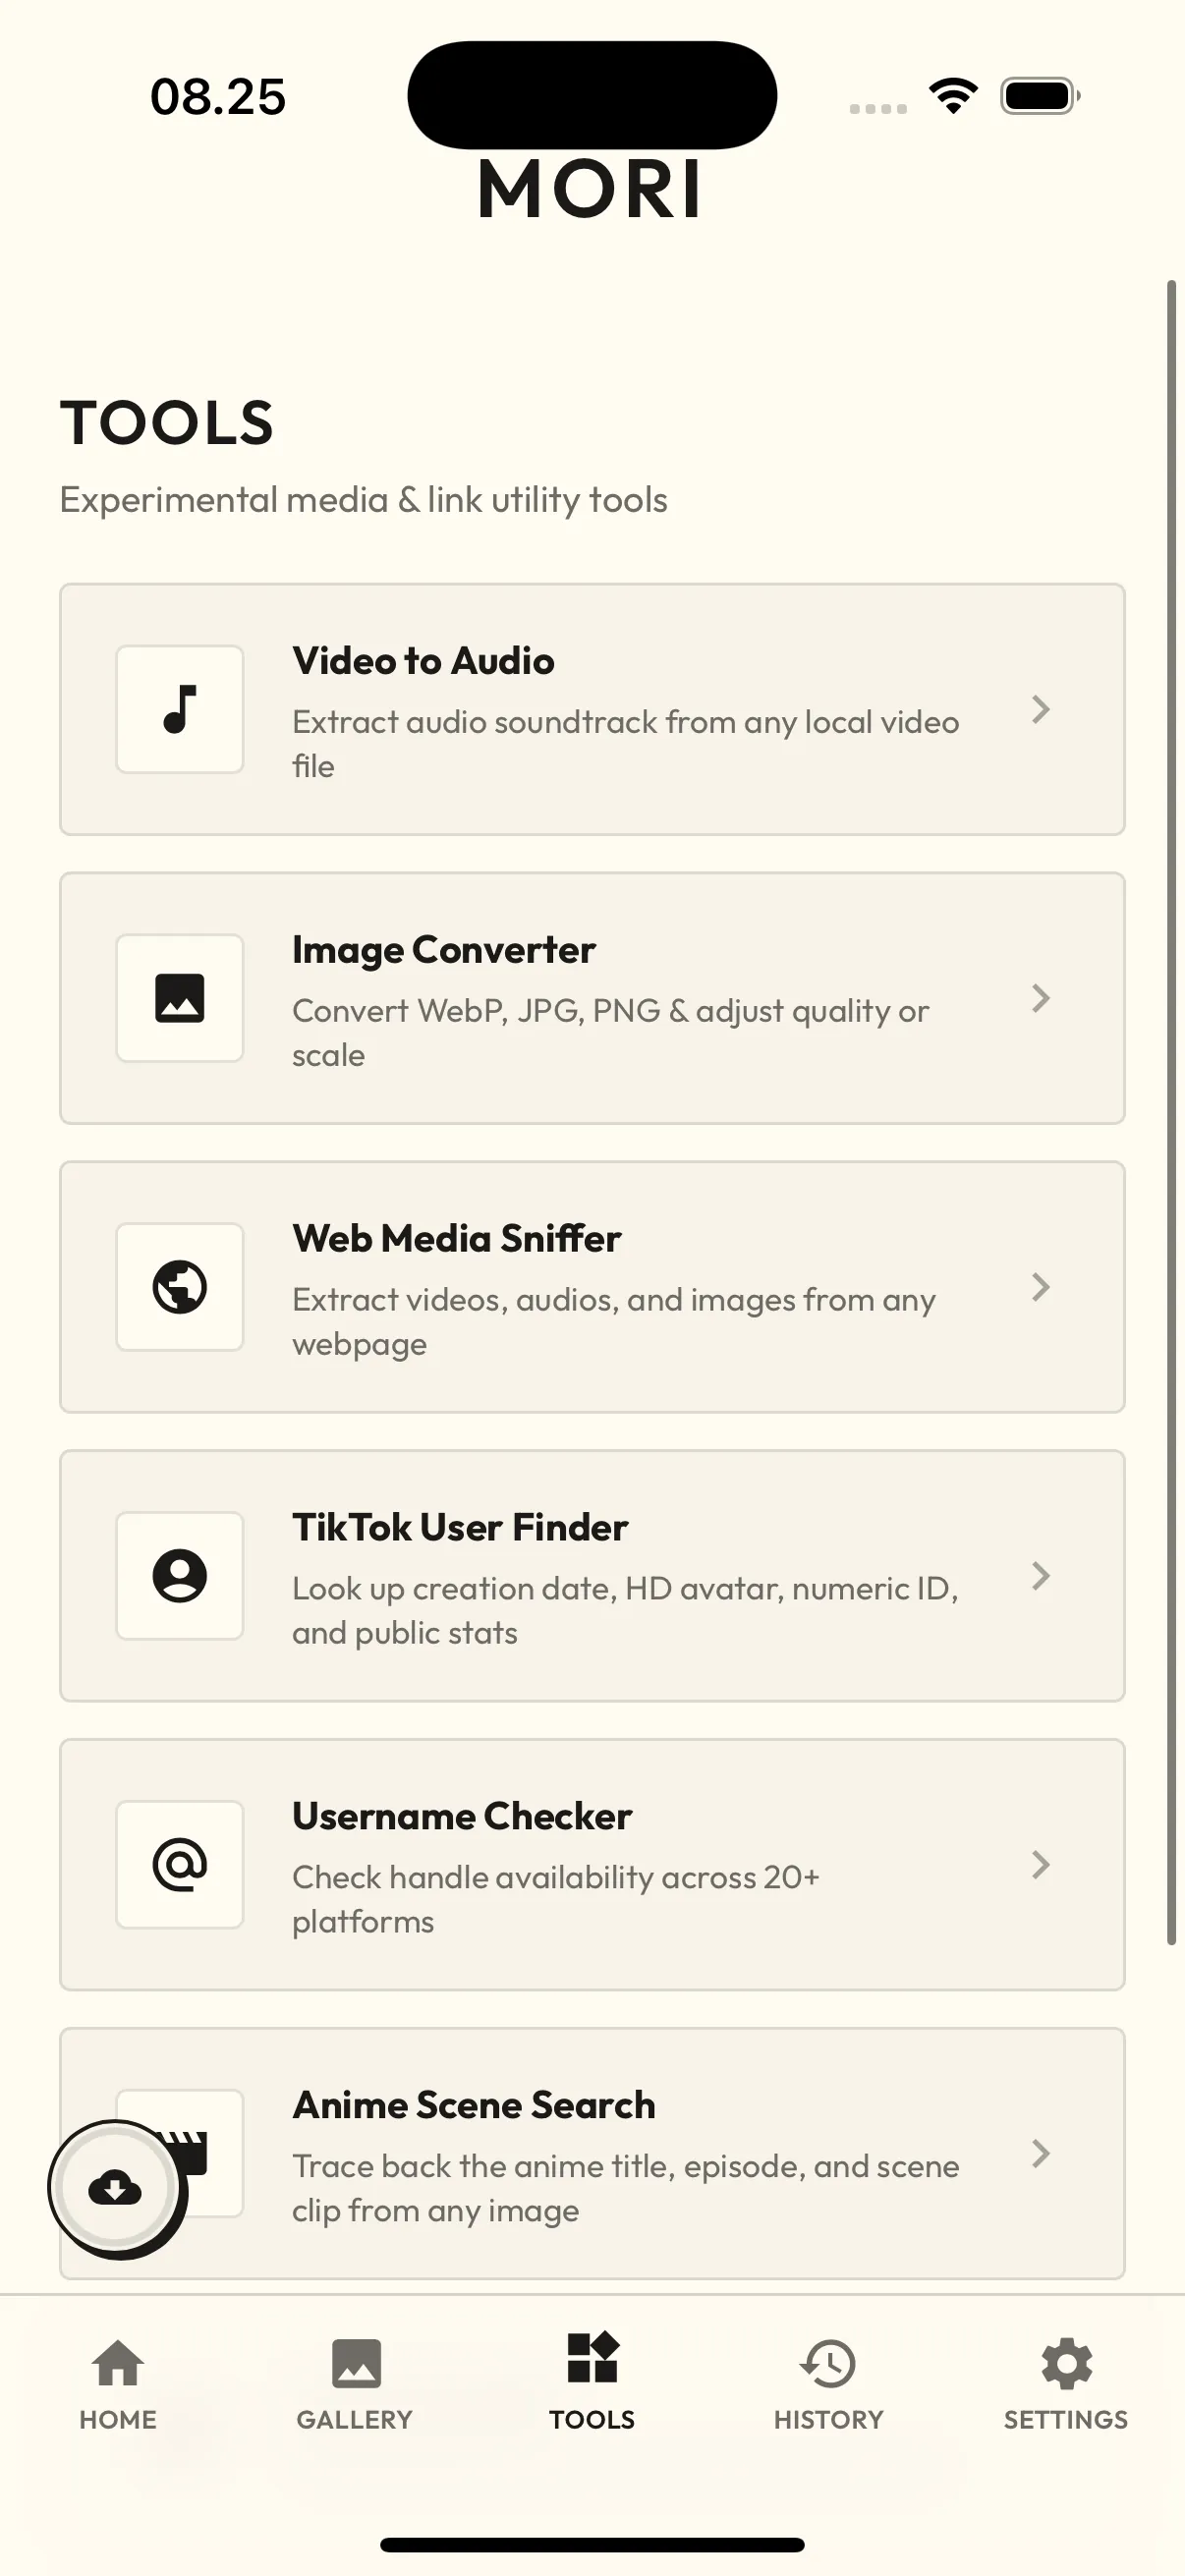 08.25
MORI
TOOLS
Experimental media & link utility tools
Video to Audio
Extract audio soundtrack from any local video
file
Image Converter
Convert WebP, JPG, PNG & adjust quality or
scale
Web Media Sniffer
Extract videos, audios, and images from any
webpage
TikTok User Finder
Look up creation date, HD avatar, numeric ID,
and public stats
Username Checker
Check handle availability across 20+
platforms
Anime Scene Search
Trace back the anime title, episode, and scene
clip from any image
HOME
GALLERY
TOOLS
HISTORY
SETTINGS